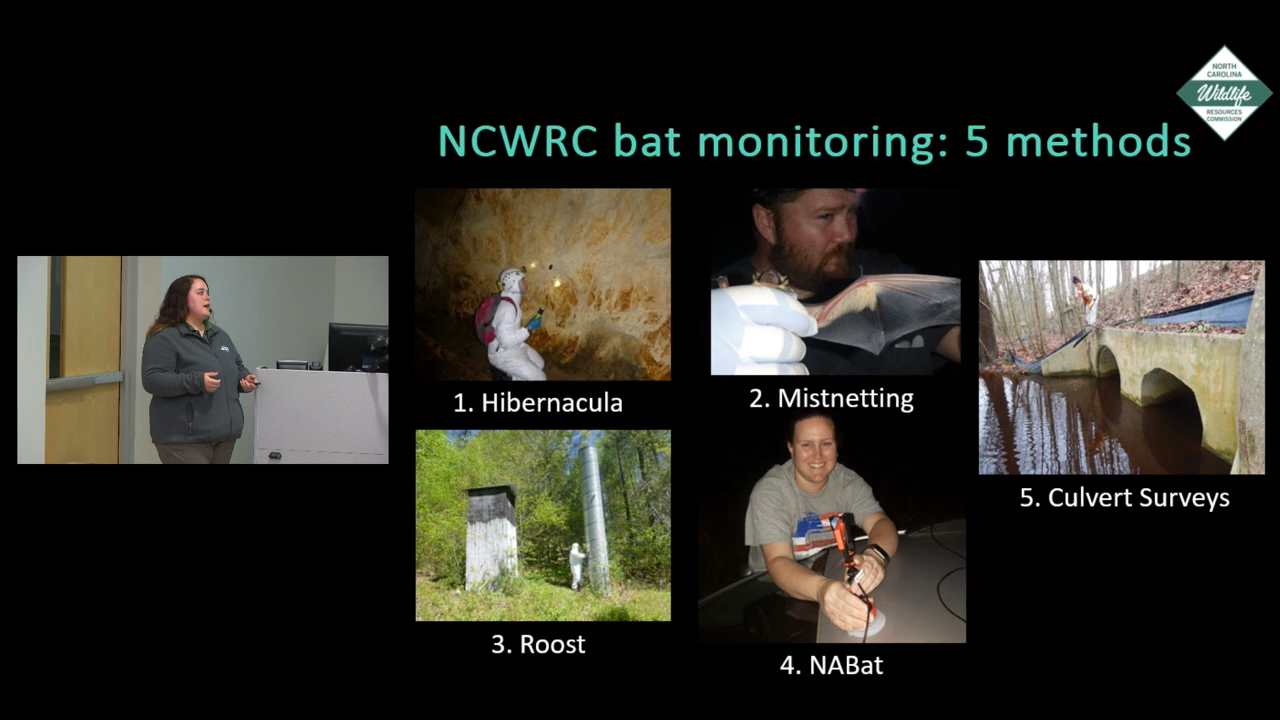 NORTH
CAROLINA
Wildlife
RESOURCES
COMMISSION
NCWRC bat monitoring: 5 methods
1. Hibernacula
2. Mistnetting
3. Roost
4. NABat
5. Culvert Surveys